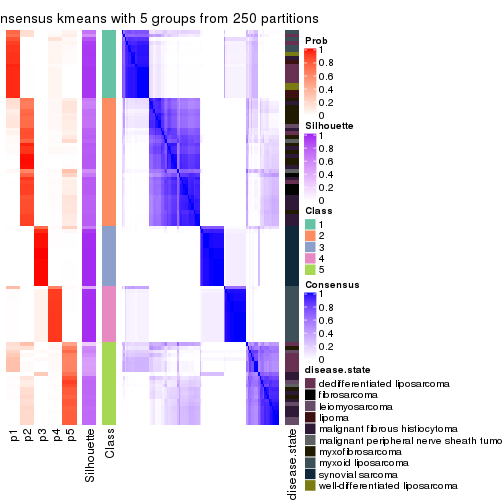 nsensus kmeans with 5 groups from 250 partitions
Prob
1
0.8
0.6
0.4
0.2
0
Silhouette
1
0.8
0.6
0.4
0.2
0
Class
1
2
3
4
5
Consensus
1
0.8
0.6
0.4
0.2
0
disease.state
dedifferentiated liposarcoma
fibrosarcoma
leiomyosarcoma
lipoma
malignant fibrous histiocytoma
malignant peripheral nerve sheath tumo
myxofibrosarcoma
myxoid liposarcoma
synovial sarcoma
well-differentiated liposarcoma
p1
p2
p3
p4
p5
Silhouette
Class
disease.state